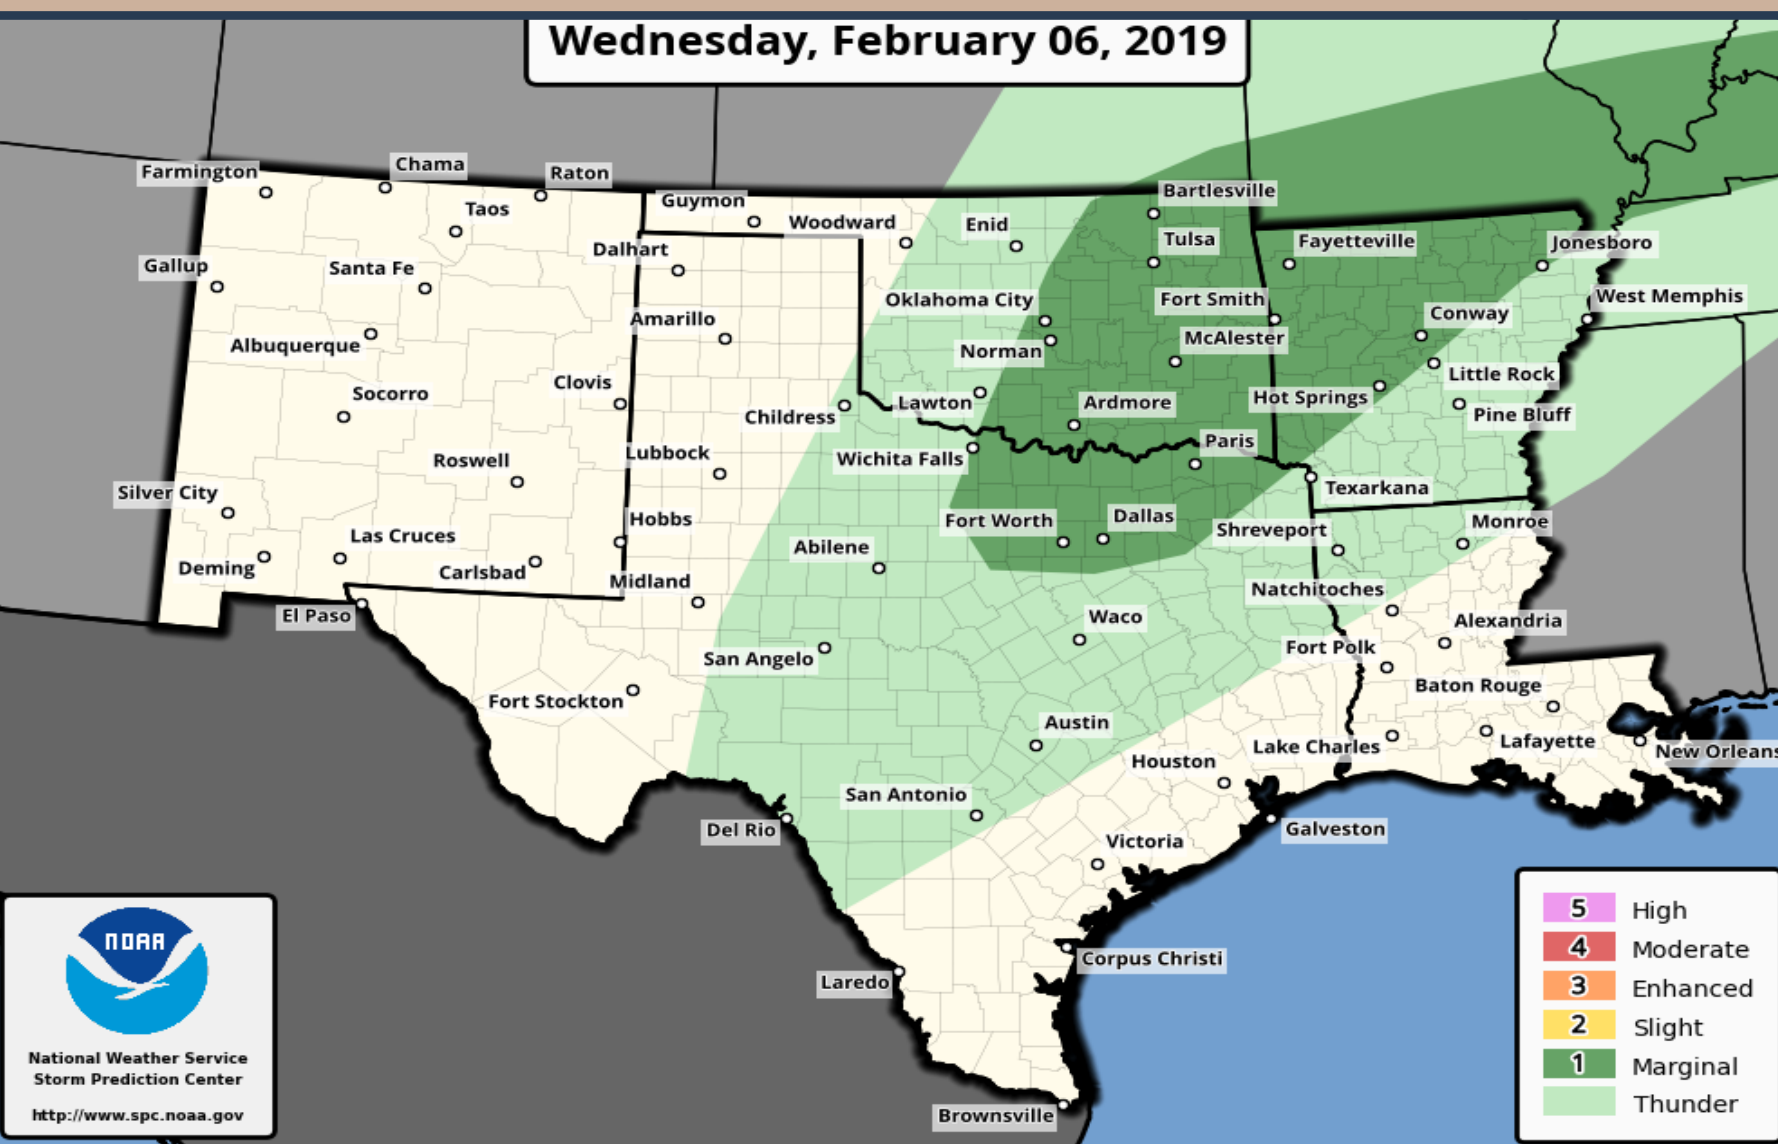 Wednesday, February 06, 2019
Farmington
Chama
Raton
Taos
Guymon
Woodward
Enid
Bartlesville
Tulsa
Fayetteville
Jonesboro
Gallup
Santa Fe
Dalhart
Oklahoma City
Fort Smith
West Memphis
Albuquerque
Amarillo
Norman
McAlester
Conway
Socorro
Clovis
Childress
Lawton
Ardmore
Hot Springs
Little Rock
Pine Bluff
Roswell
Lubbock
Wichita Falls
Paris
Silver City
Hobbs
Texarkana
Las Cruces
Abilene
Fort Worth
Dallas
Shreveport
Monroe
Deming
Carlsbad
Midland
Natchitoches
El Paso
Waco
Alexandria
San Angelo
Fort Polk
Fort Stockton
Baton Rouge
Austin
Lake Charles
Lafayette
New Orleans
Houston
San Antonio
Del Rio
Victoria
Galveston
Corpus Christi
Laredo
Brownsville
NOAA
National Weather Service
Storm Prediction Center
http://www.spc.noaa.gov
5 High
4 Moderate
3 Enhanced
2 Slight
1 Marginal
Thunder